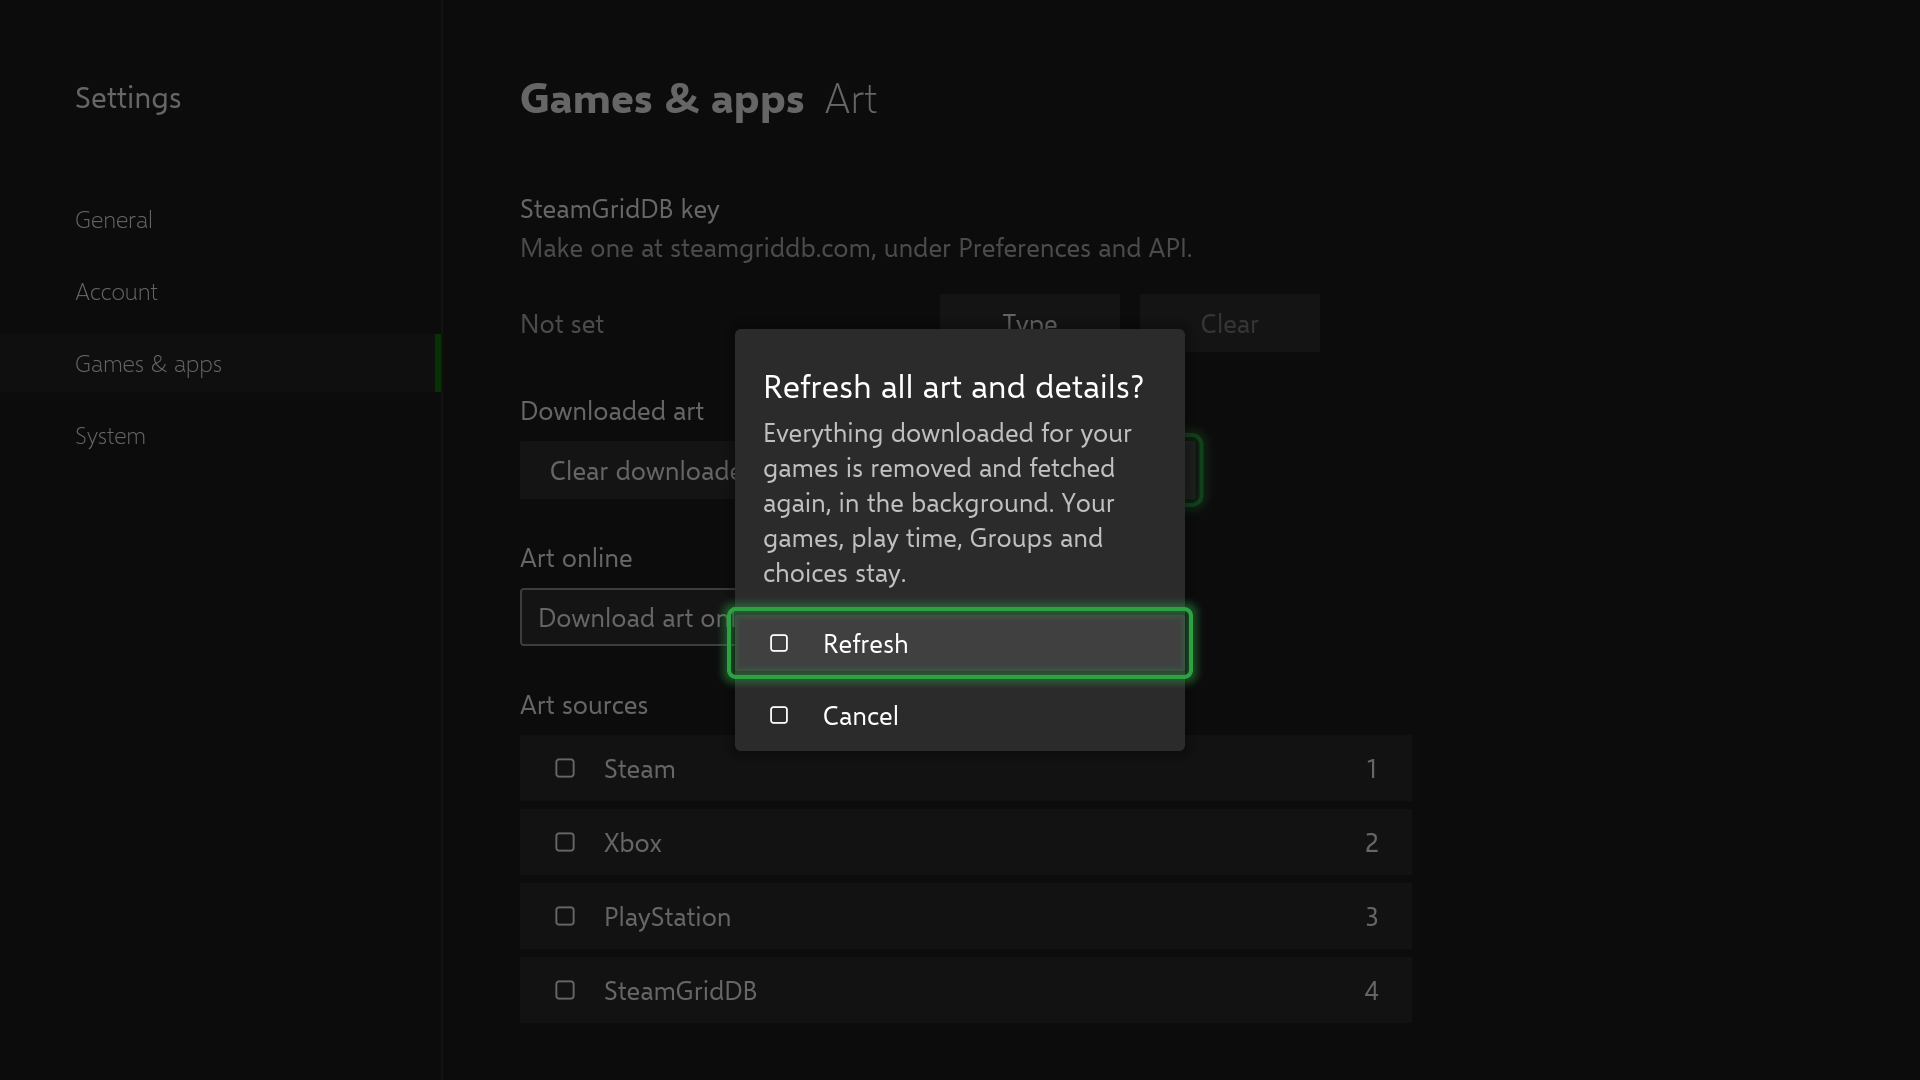 Settings
General
Account
Games & apps
System
Games & apps Art
SteamGridDB key
Make one at steamgriddb.com, under Preferences and API.
Not set
Type
Clear
Downloaded art
Clear
Art online
Download art
Art sources
Steam 1
Xbox 2
PlayStation 3
SteamGridDB 4
Refresh all art and details?
Everything downloaded for your
games is removed and fetched
again, in the background. Your
games, play time, Groups and
choices stay.
Refresh
Cancel